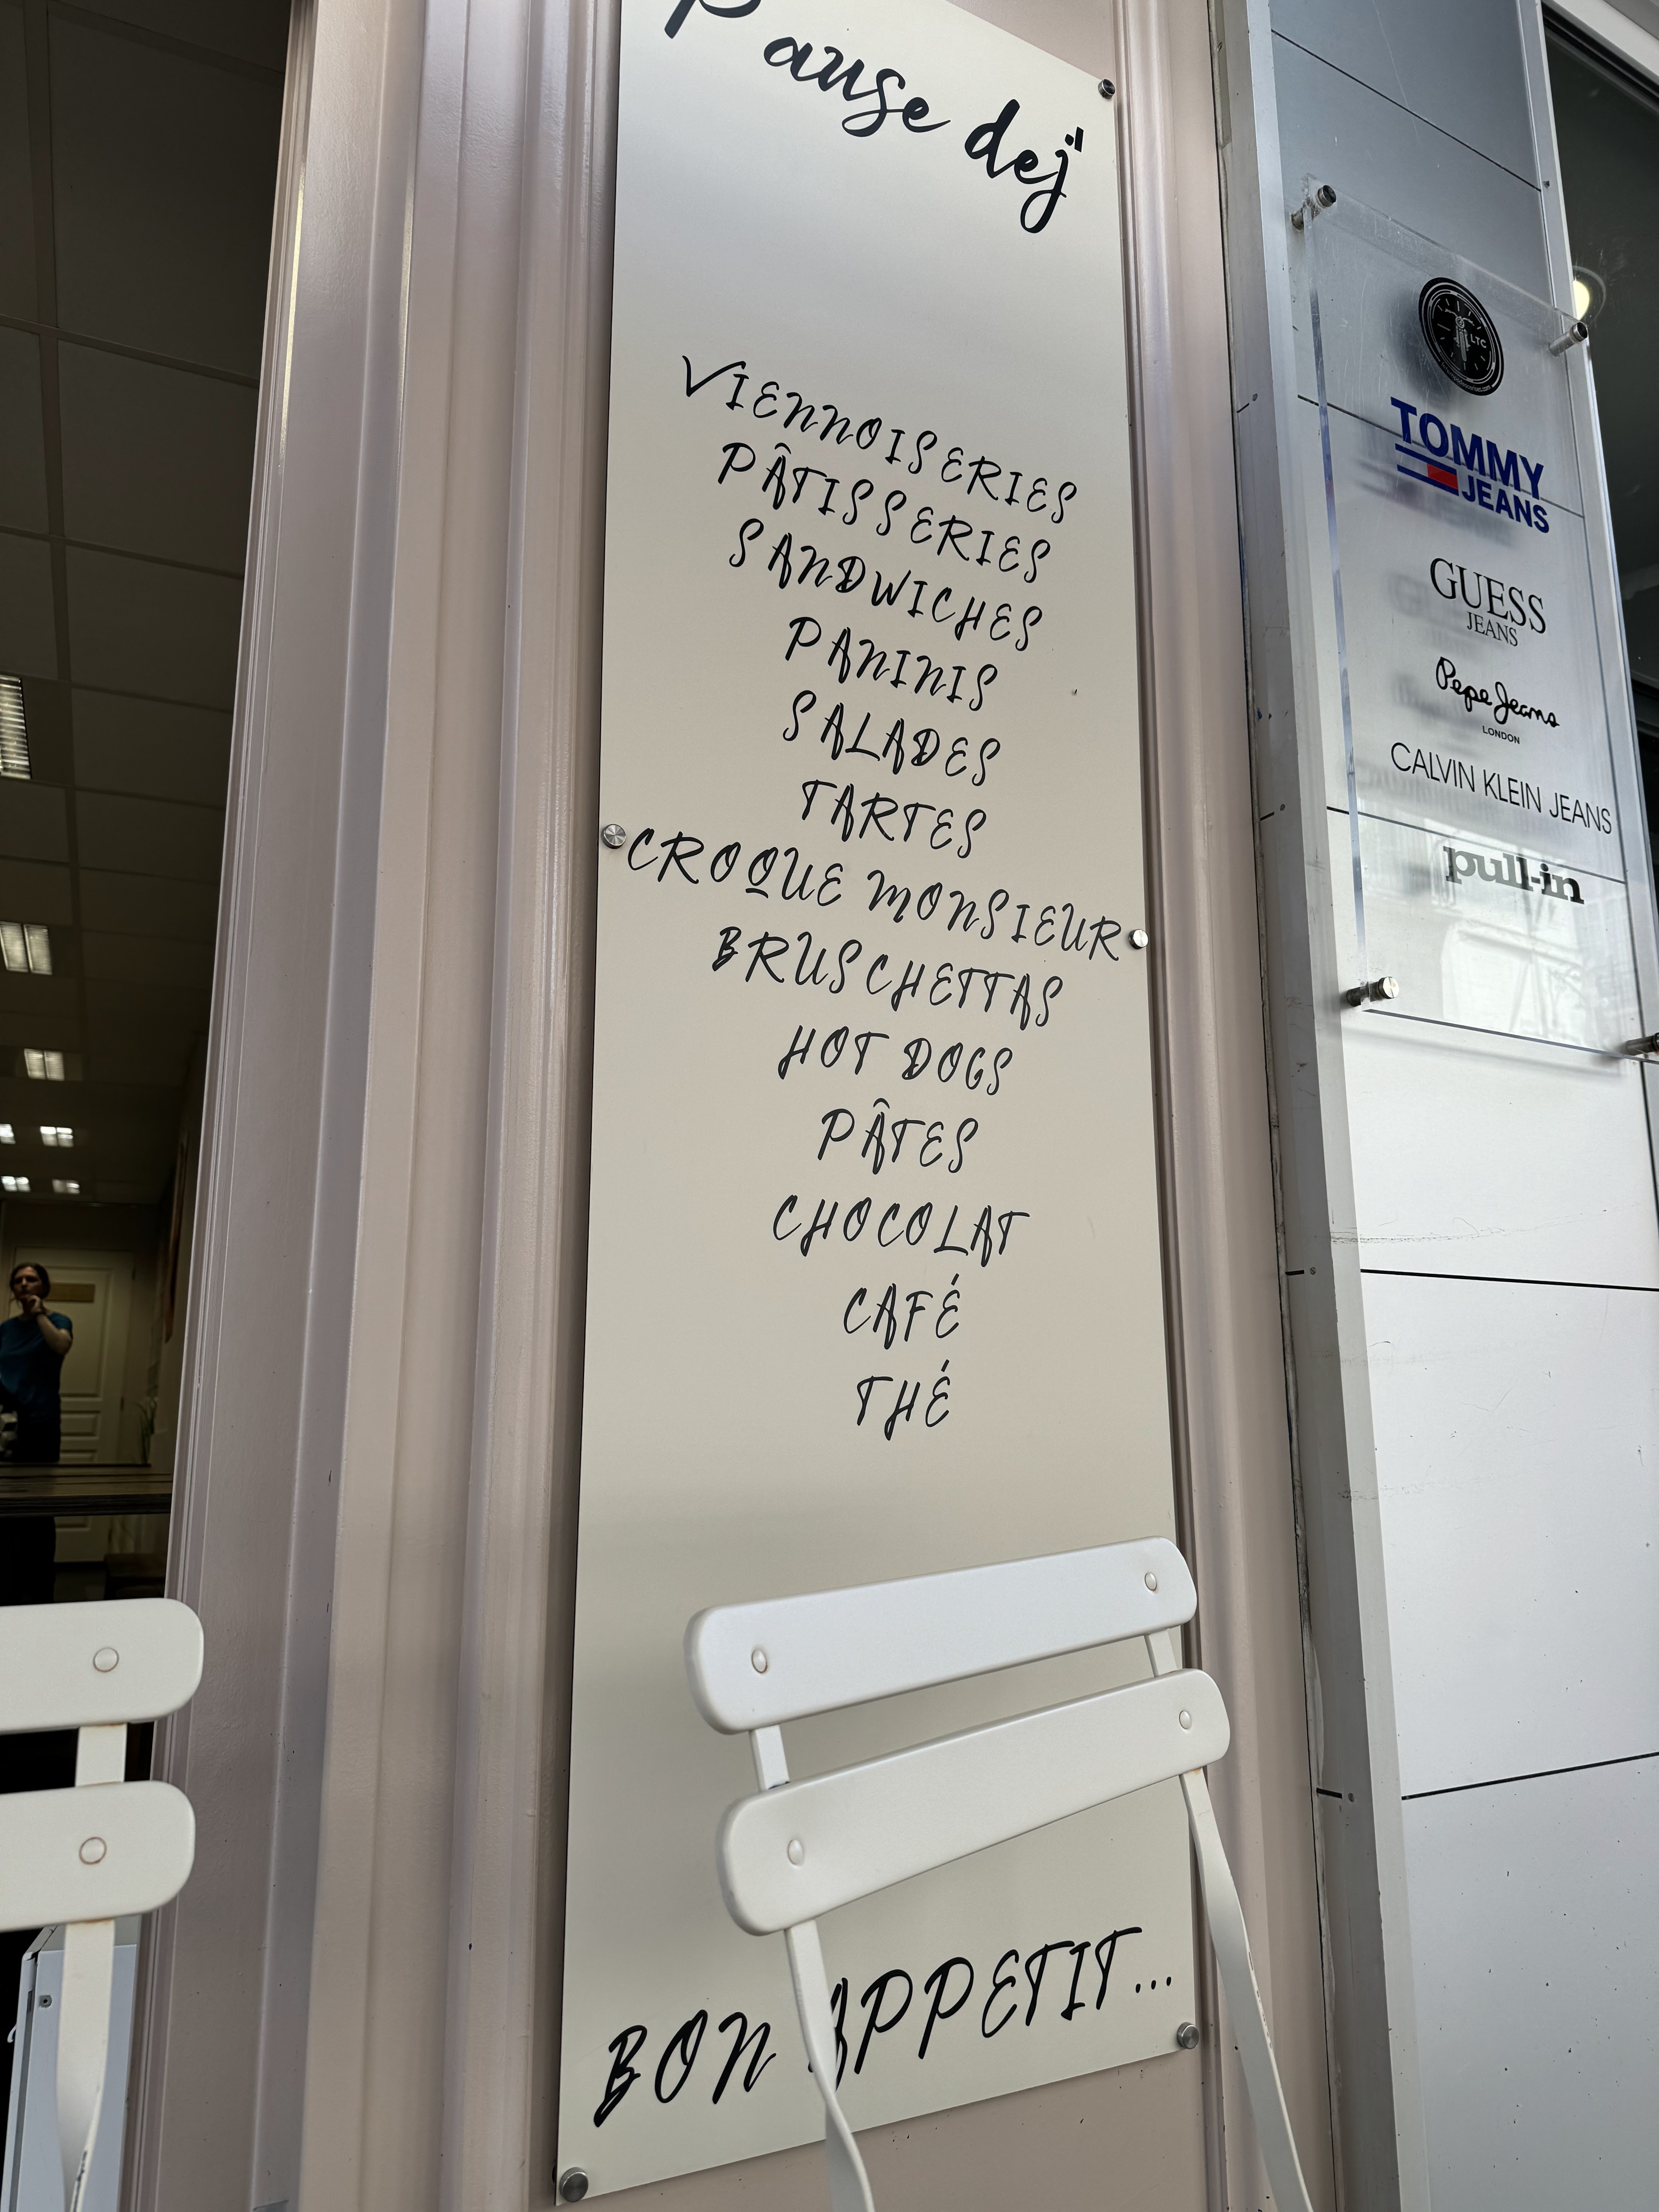 Pause dej"
VIENNOISERIES
PÂTISSERIES
SANDWICHES
PANINIS
SALADES
TARTES
CROQUE MONSIEUR
BRUSCHETTAS
HOT DOGS
PÂTES
CHOCOLAT
CAFÉ
THÉ
BON APPETIT...
LTC
TOMMY
JEANS
GUESS
JEANS
Pepe Jeans
LONDON
CALVIN KLEIN JEANS
pull-in